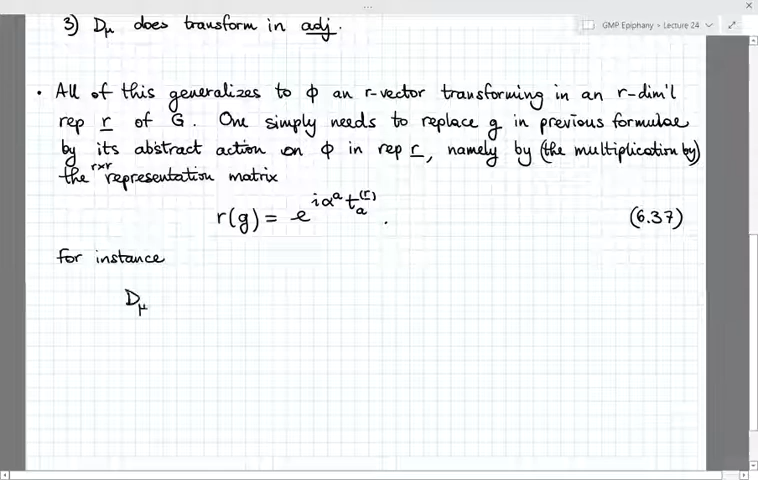 GMP Epiphany > Lecture 24
3) Dμ does transform in adj.
• All of this generalizes to φ an r-vector transforming in an r-dim'l
rep r of G. One simply needs to replace g in previous formulae
by its abstract action on φ in rep r, namely by (the multiplication by)
the r×r representation matrix
r(g) = e^{iα^a t_a^{(r)}} . (6.37)
For instance
Dμ